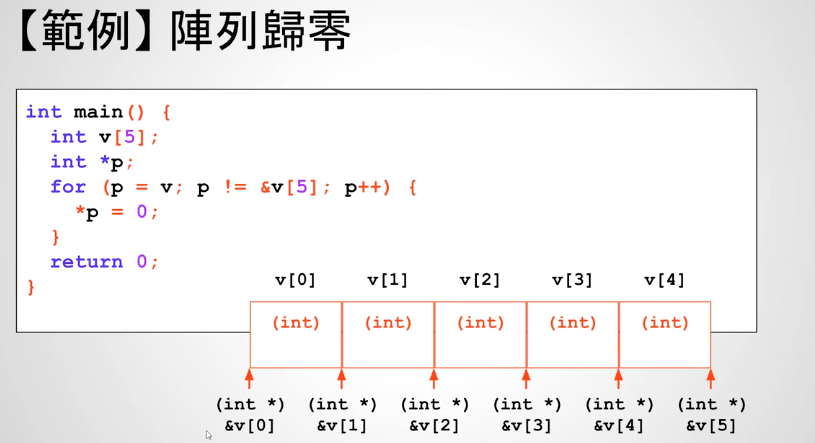 【範例】陣列歸零
int main() {
  int v[5];
  int *p;
  for (p = v; p != &v[5]; p++) {
    *p = 0;
  }
  return 0;
}
v[0] v[1] v[2] v[3] v[4]
(int) (int) (int) (int) (int)
(int *) (int *) (int *) (int *) (int *) (int *)
&v[0] &v[1] &v[2] &v[3] &v[4] &v[5]